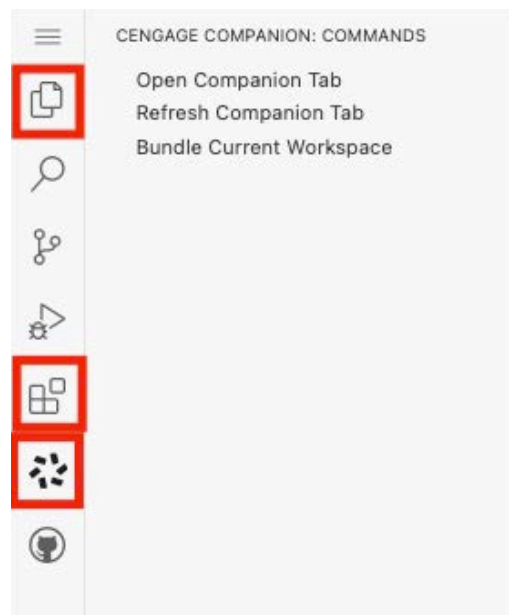 CENGAGE COMPANION: COMMANDS
Open Companion Tab
Refresh Companion Tab
Bundle Current Workspace